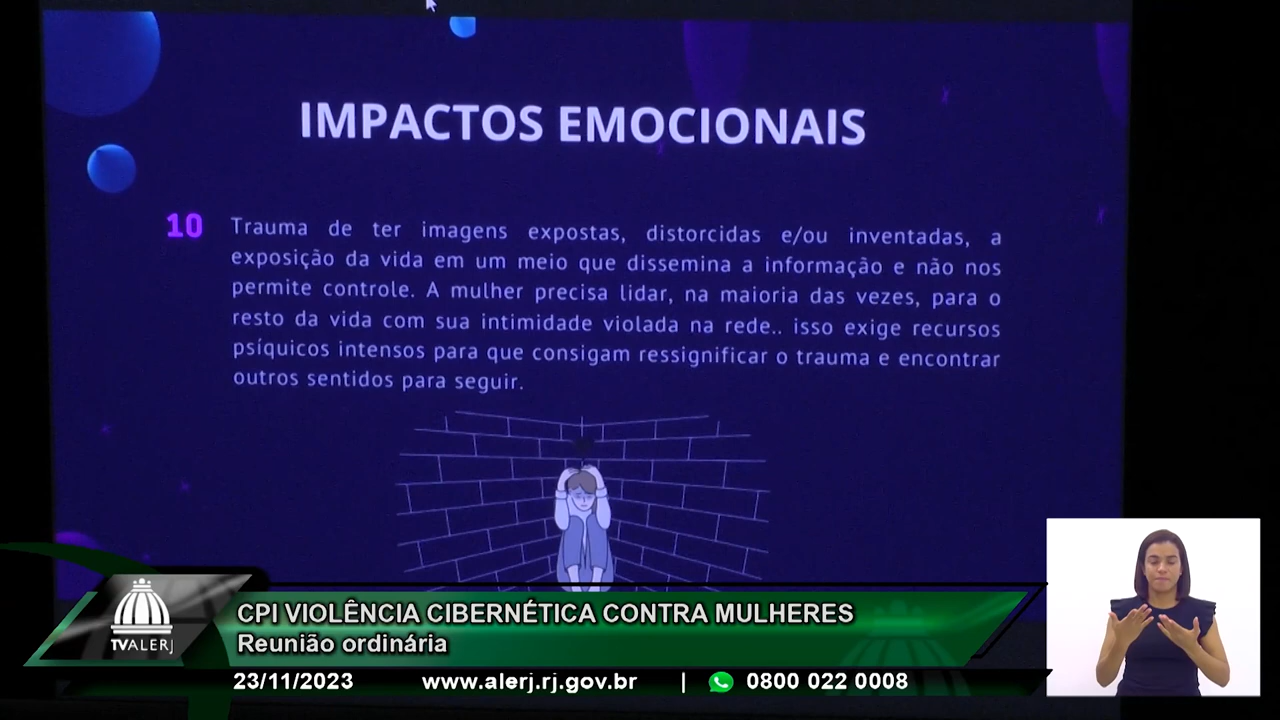 IMPACTOS EMOCIONAIS
10 Trauma de ter imagens expostas, distorcidas e/ou inventadas, a
exposição da vida em um meio que dissemina a informação e não nos
permite controle. A mulher precisa lidar, na maioria das vezes, para o
resto da vida com sua intimidade violada na rede.. isso exige recursos
psíquicos intensos para que consigam ressignificar o trauma e encontrar
outros sentidos para seguir.
CPI VIOLÊNCIA CIBERNÉTICA CONTRA MULHERES
TVALERJ
Reunião ordinária
23/11/2023 www.alerj.rj.gov.br | 0800 022 0008